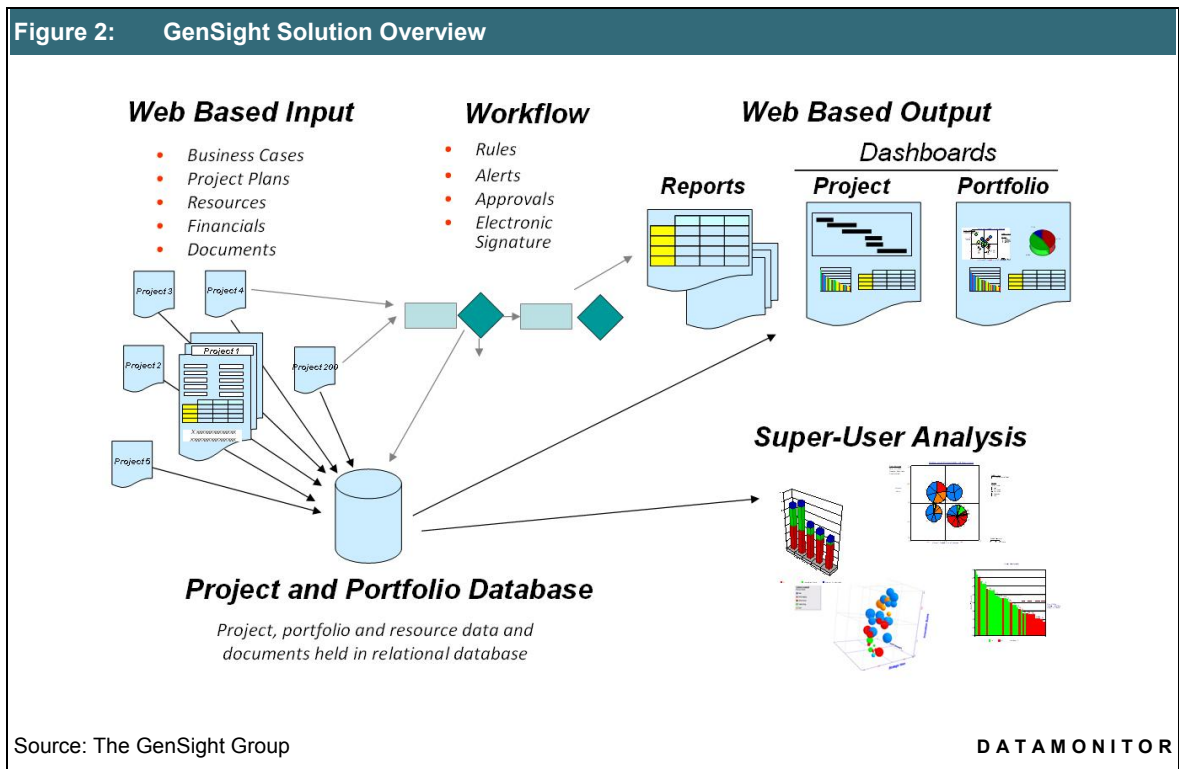 Figure 2: GenSight Solution Overview
Web Based Input
• Business Cases
• Project Plans
• Resources
• Financials
• Documents
Workflow
• Rules
• Alerts
• Approvals
• Electronic
Signature
Web Based Output
Dashboards
Reports
Project
Portfolio
Project 3
Project 4
Project 1
Project 2
Project 200
Project 5
Super-User Analysis
Project and Portfolio Database
Project, portfolio and resource data and
documents held in relational database
Source: The GenSight Group
DATAMONITOR